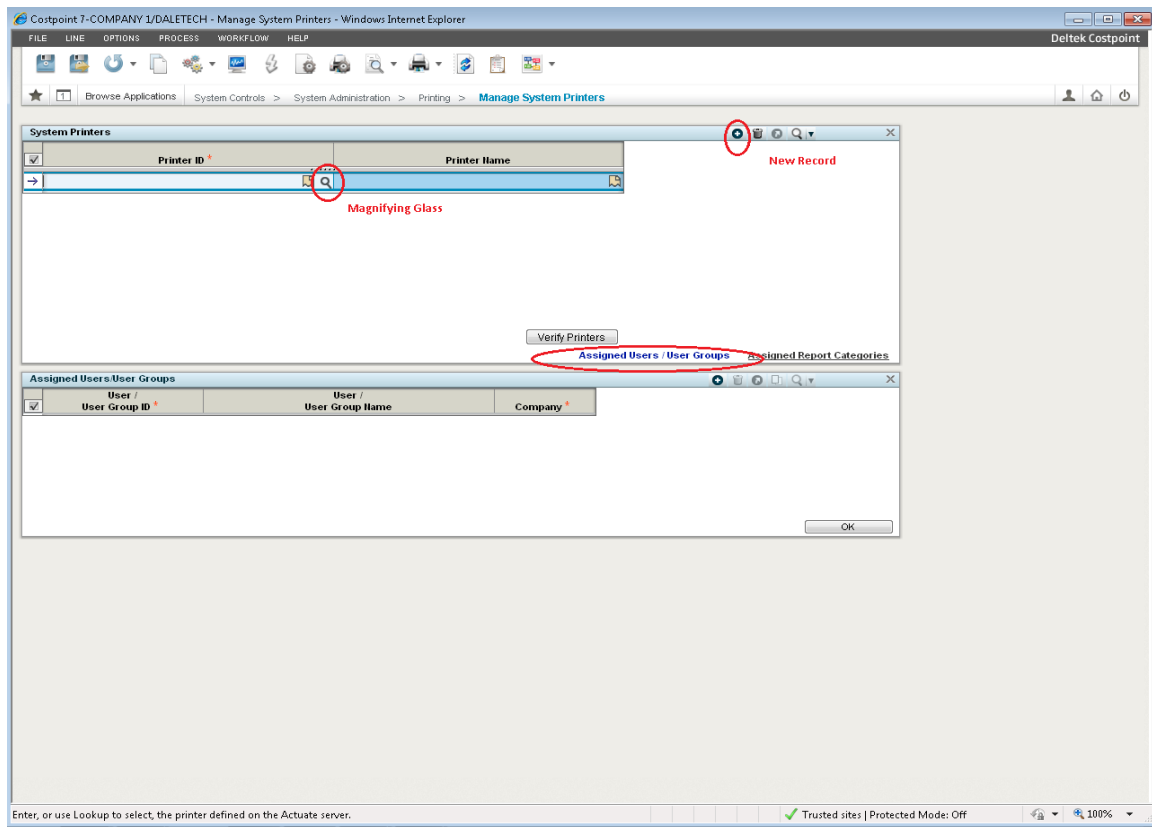 Costpoint 7-COMPANY 1/DALETECH - Manage System Printers - Windows Internet Explorer
FILE LINE OPTIONS PROCESS WORKFLOW HELP Deltek Costpoint
1 Browse Applications System Controls > System Administration > Printing > Manage System Printers
System Printers
Printer ID * Printer Name
New Record
Magnifying Glass
Verify Printers
Assigned Users / User Groups Assigned Report Categories
Assigned Users/User Groups
User / User /
User Group ID * User Group Name Company *
OK
Enter, or use Lookup to select, the printer defined on the Actuate server. Trusted sites | Protected Mode: Off 100%